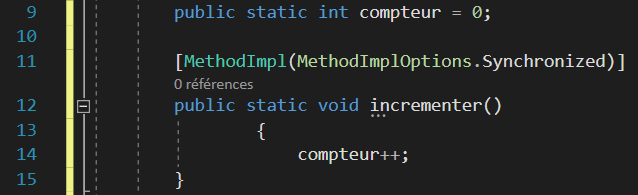 9 public static int compteur = 0;
10
11 [MethodImpl(MethodImplOptions.Synchronized)]
0 références
12 public static void incrementer()
13 {
14 compteur++;
15 }